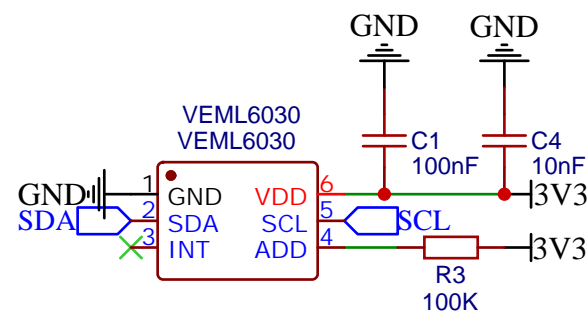 GND GND
VEML6030
VEML6030
C1
100nF
C4
10nF
GND 1 GND VDD 6 3V3
SDA 2 SDA SCL 5 SCL
3 INT ADD 4 3V3
R3
100K